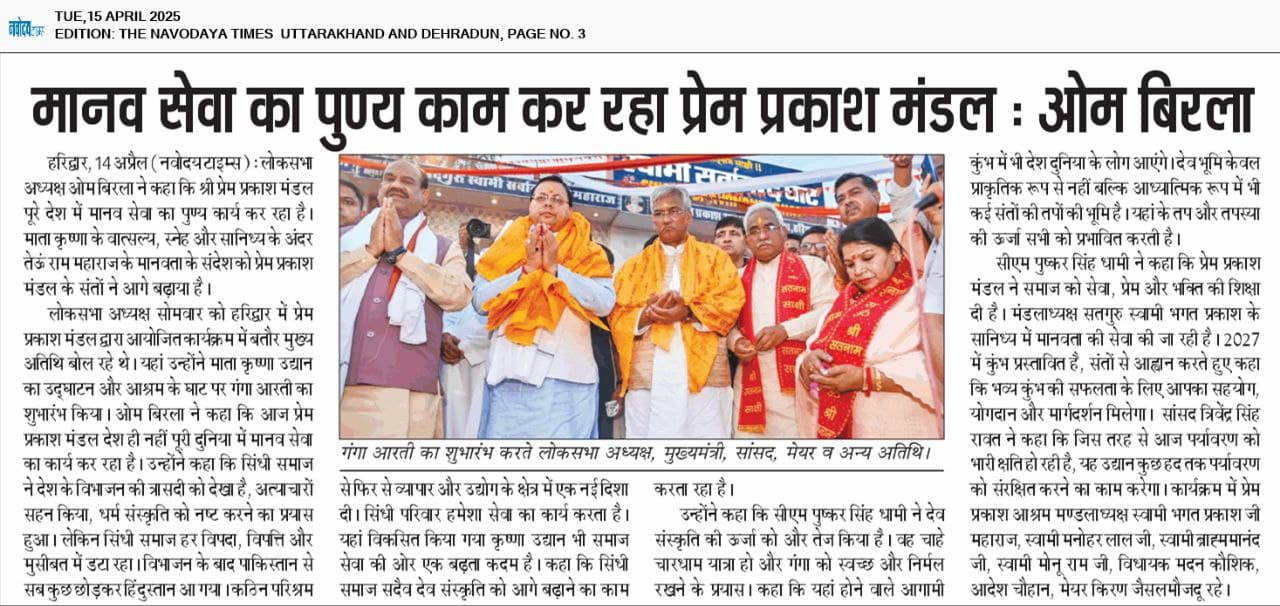 नवोदय टाइम्स
TUE,15 APRIL 2025
EDITION: THE NAVODAYA TIMES UTTARAKHAND AND DEHRADUN, PAGE NO. 3
मानव सेवा का पुण्य काम कर रहा प्रेम प्रकाश मंडल : ओम बिरला
हरिद्वार, 14 अप्रैल ( नवोदय टाइम्स ) : लोकसभा
अध्यक्ष ओम बिरला ने कहा कि श्री प्रेम प्रकाश मंडल
पूरे देश में मानव सेवा का पुण्य कार्य कर रहा है।
माता कृष्णा के वात्सल्य, स्नेह और सानिध्य के अंदर
तेऊं राम महाराज के मानवता के संदेश को प्रेम प्रकाश
मंडल के संतों ने आगे बढ़ाया है।
लोकसभा अध्यक्ष सोमवार को हरिद्वार में प्रेम
प्रकाश मंडल द्वारा आयोजित कार्यक्रम में बतौर मुख्य
अतिथि बोल रहे थे। यहां उन्होंने माता कृष्णा उद्यान
का उद्घाटन और आश्रम के घाट पर गंगा आरती का
शुभारंभ किया। ओम बिरला ने कहा कि आज प्रेम
प्रकाश मंडल देश ही नहीं पूरी दुनिया में मानव सेवा
का कार्य कर रहा है। उन्होंने कहा कि सिंधी समाज
ने देश के विभाजन की त्रासदी को देखा है, अत्याचारों
सहन किया, धर्म संस्कृति को नष्ट करने का प्रयास
हुआ। लेकिन सिंधी समाज हर विपदा, विपत्ति और
मुसीबत में डटा रहा। विभाजन के बाद पाकिस्तान से
सब कुछ छोड़कर हिंदुस्तान आ गया। कठिन परिश्रम
स्वामी सर्वा
महाराज
सतनाम
साक्षी
श्री
सतनाम
साक्षी
गंगा आरती का शुभारंभ करते लोकसभा अध्यक्ष, मुख्यमंत्री, सांसद, मेयर व अन्य अतिथि।
से फिर से व्यापार और उद्योग के क्षेत्र में एक नई दिशा
दी। सिंधी परिवार हमेशा सेवा का कार्य करता है।
यहां विकसित किया गया कृष्णा उद्यान भी समाज
सेवा की ओर एक बढ़ता कदम है। कहा कि सिंधी
समाज सदैव देव संस्कृति को आगे बढ़ाने का काम
करता रहा है।
उन्होंने कहा कि सीएम पुष्कर सिंह धामी ने देव
संस्कृति की ऊर्जा को और तेज किया है। वह चाहे
चारधाम यात्रा हो और गंगा को स्वच्छ और निर्मल
रखने के प्रयास। कहा कि यहां होने वाले आगामी
कुंभ में भी देश दुनिया के लोग आएंगे। देव भूमि केवल
प्राकृतिक रूप से नहीं बल्कि आध्यात्मिक रूप में भी
कई संतों की तपों की भूमि है। यहां के तप और तपस्या
की ऊर्जा सभी को प्रभावित करती है।
सीएम पुष्कर सिंह धामी ने कहा कि प्रेम प्रकाश
मंडल ने समाज को सेवा, प्रेम और भक्ति की शिक्षा
दी है। मंडलाध्यक्ष सतगुरु स्वामी भगत प्रकाश के
सानिध्य में मानवता की सेवा की जा रही है। 2027
में कुंभ प्रस्तावित है, संतों से आह्वान करते हुए कहा
कि भव्य कुंभ की सफलता के लिए आपका सहयोग,
योगदान और मार्गदर्शन मिलेगा। सांसद त्रिवेंद्र सिंह
रावत ने कहा कि जिस तरह से आज पर्यावरण को
भारी क्षति हो रही है, यह उद्यान कुछ हद तक पर्यावरण
को संरक्षित करने का काम करेगा। कार्यक्रम में प्रेम
प्रकाश आश्रम मण्डलाध्यक्ष स्वामी भगत प्रकाश जी
महाराज, स्वामी मनोहर लाल जी, स्वामी ब्राह्ममानंद
जी, स्वामी मोनू राम जी, विधायक मदन कौशिक,
आदेश चौहान, मेयर किरण जैसल मौजूद रहे।